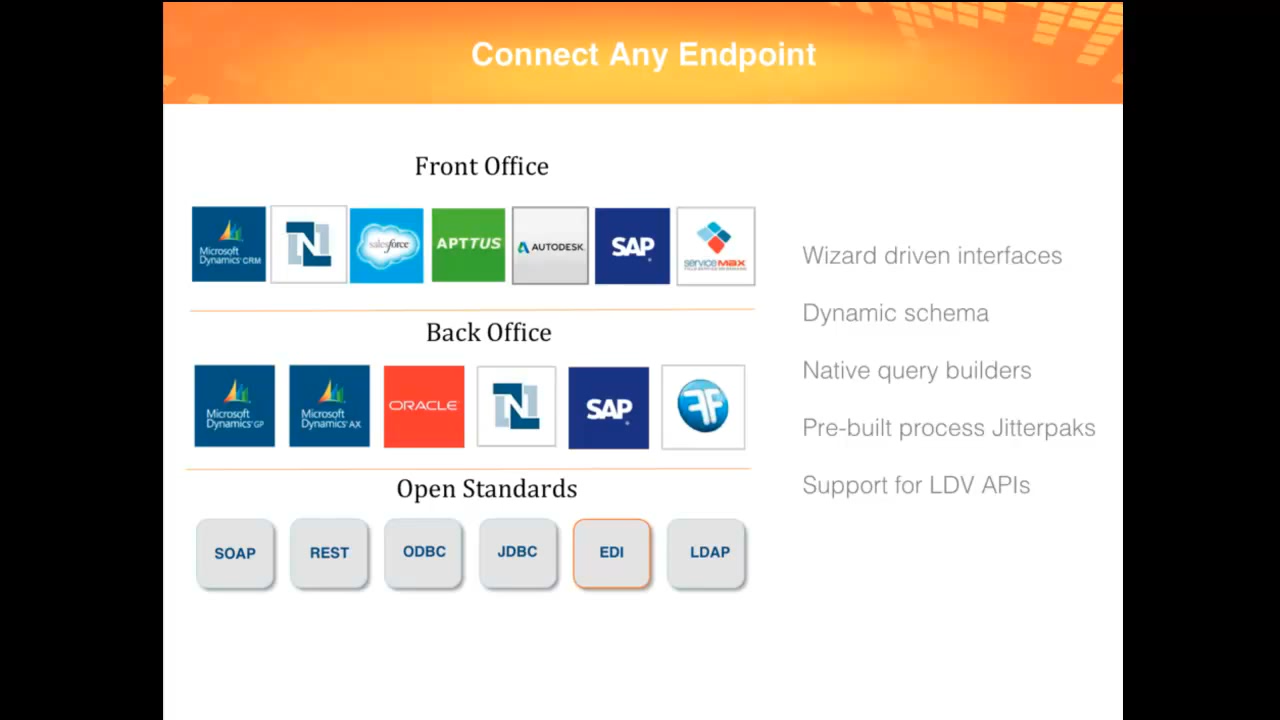 Connect Any Endpoint
Front Office
Microsoft
Dynamics CRM
N
salesforce
APTTUS
AUTODESK
SAP
serviceMAX
Back Office
Microsoft
Dynamics GP
Microsoft
Dynamics AX
ORACLE
N
SAP
FF
Open Standards
SOAP
REST
ODBC
JDBC
EDI
LDAP
Wizard driven interfaces
Dynamic schema
Native query builders
Pre-built process Jitterpaks
Support for LDV APIs